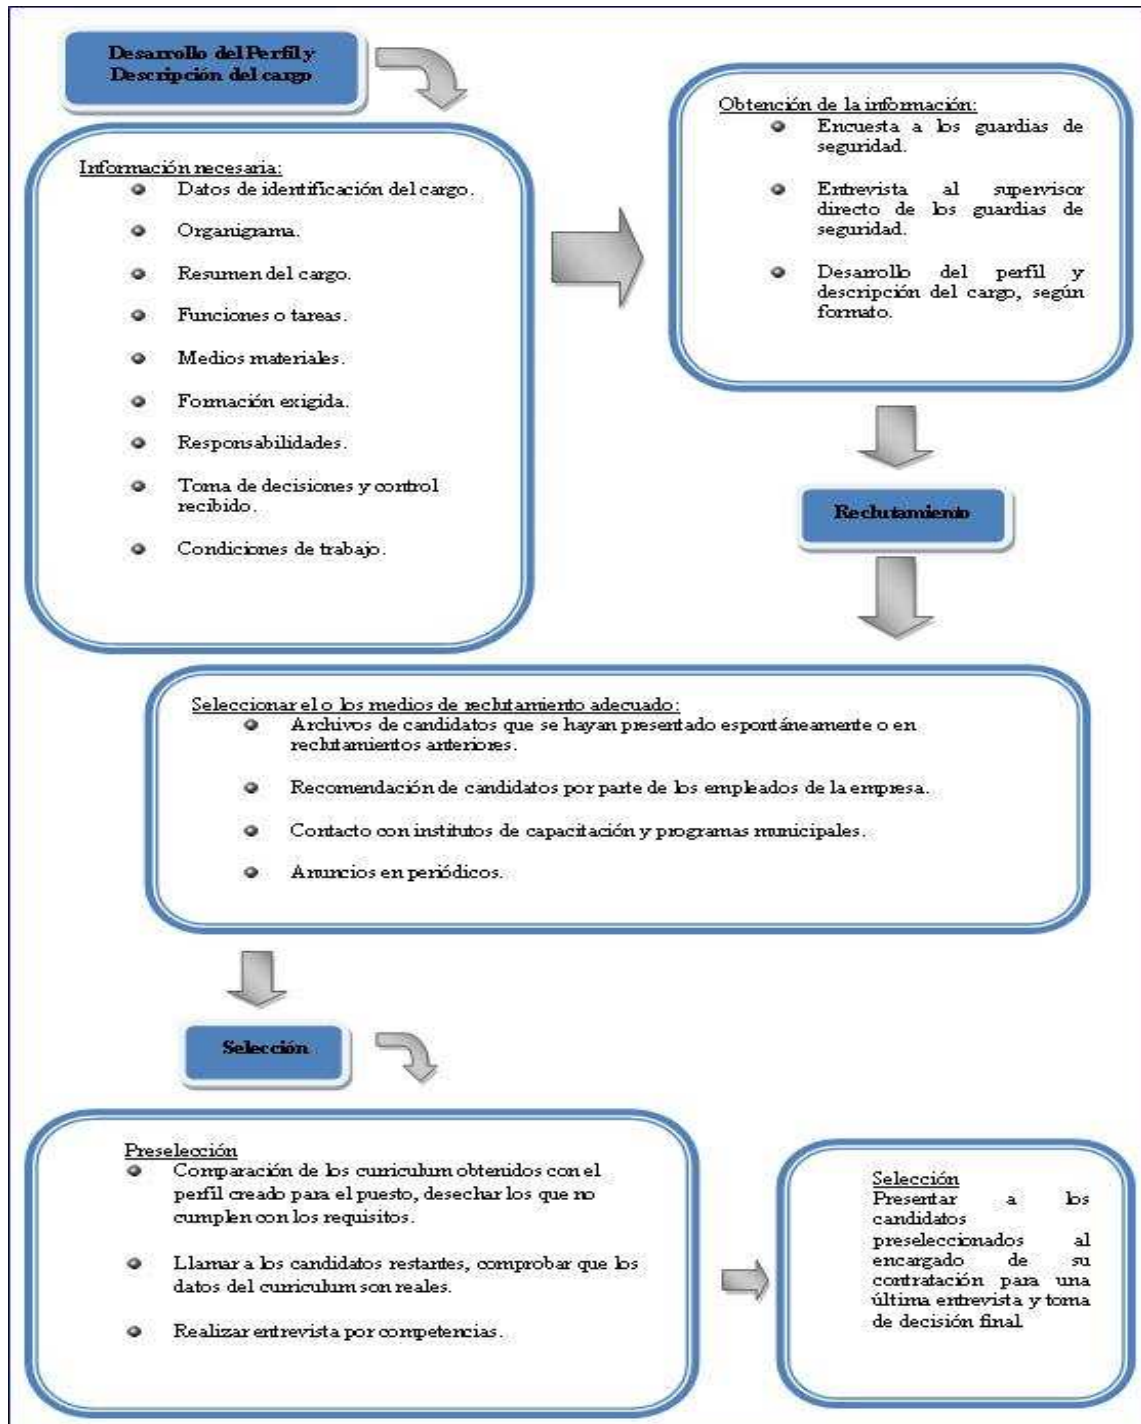 Desarrollo del Perfil y
Descripción del cargo
Información necesaria:
Datos de identificación del cargo.
Organigrama.
Resumen del cargo.
Funciones o tareas.
Medios materiales.
Formación exigida.
Responsabilidades.
Toma de decisiones y control
recibido.
Condiciones de trabajo.
Obtención de la información:
Encuesta a los guardias de
seguridad.
Entrevista al supervisor
directo de los guardias de
seguridad.
Desarrollo del perfil y
descripción del cargo, según
formato.
Reclutamiento
Seleccionar el o los medios de reclutamiento adecuado:
Archivos de candidatos que se hayan presentado espontáneamente o en
reclutamientos anteriores.
Recomendación de candidatos por parte de los empleados de la empresa.
Contacto con institutos de capacitación y programas municipales.
Anuncios en periódicos.
Selección
Preselección
Comparación de los curriculum obtenidos con el
perfil creado para el puesto, desechar los que no
cumplen con los requisitos.
Llamar a los candidatos restantes, comprobar que los
datos del curriculum son reales.
Realizar entrevista por competencias.
Selección
Presentar a los
candidatos
preseleccionados al
encargado de su
contratación para una
última entrevista y toma
de decisión final.